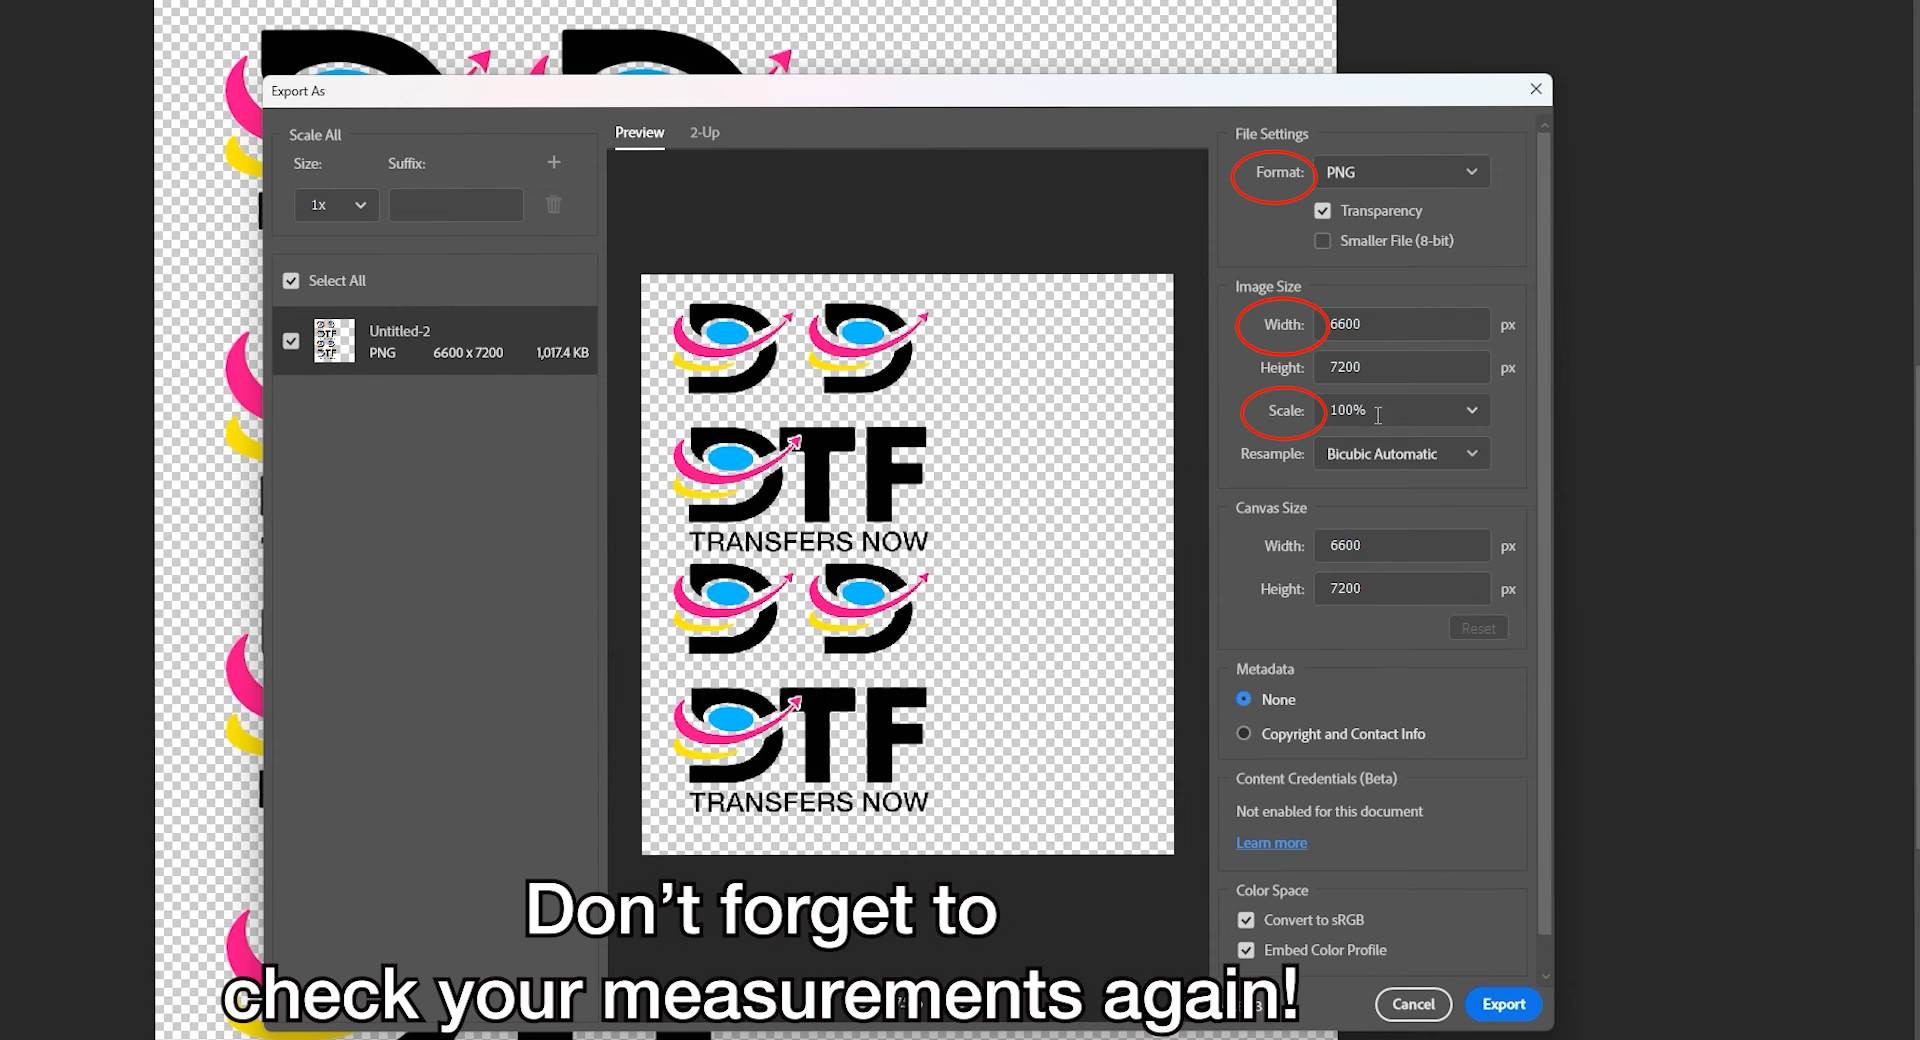 Export As
Scale All
Size:
Suffix:
1x
Select All
Untitled-2
PNG 6600 x 7200 1,017.4 KB
Preview 2-Up
DTF
TRANSFERS NOW
DTF
TRANSFERS NOW
File Settings
Format: PNG
Transparency
Smaller File (8-bit)
Image Size
Width: 6600 px
Height: 7200 px
Scale: 100%
Resample: Bicubic Automatic
Canvas Size
Width: 6600 px
Height: 7200 px
Reset
Metadata
None
Copyright and Contact Info
Content Credentials (Beta)
Not enabled for this document
Learn more
Color Space
Convert to sRGB
Embed Color Profile
Cancel Export
Don't forget to
check your measurements again!